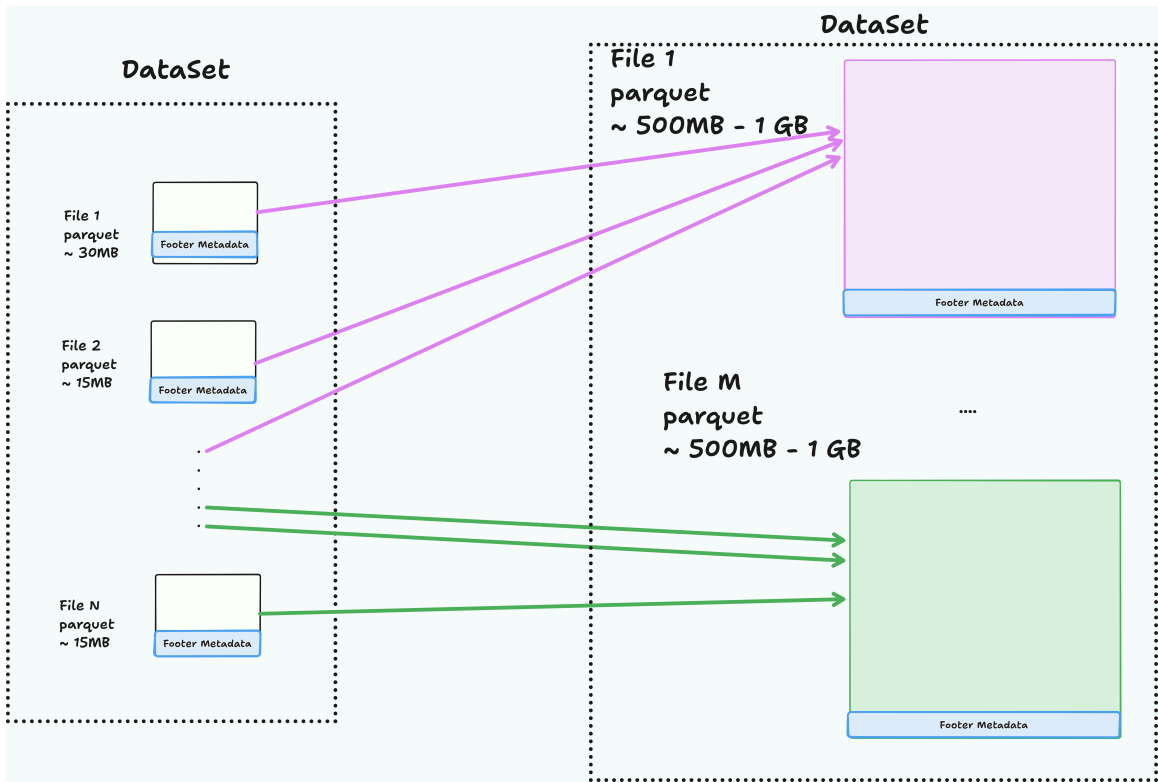 DataSet
File 1
parquet
~ 30MB
Footer Metadata
File 2
parquet
~ 15MB
Footer Metadata
.
.
.
.
.
File N
parquet
~ 15MB
Footer Metadata
DataSet
File 1
parquet
~ 500MB - 1 GB
Footer Metadata
File M
parquet
~ 500MB - 1 GB
....
Footer Metadata